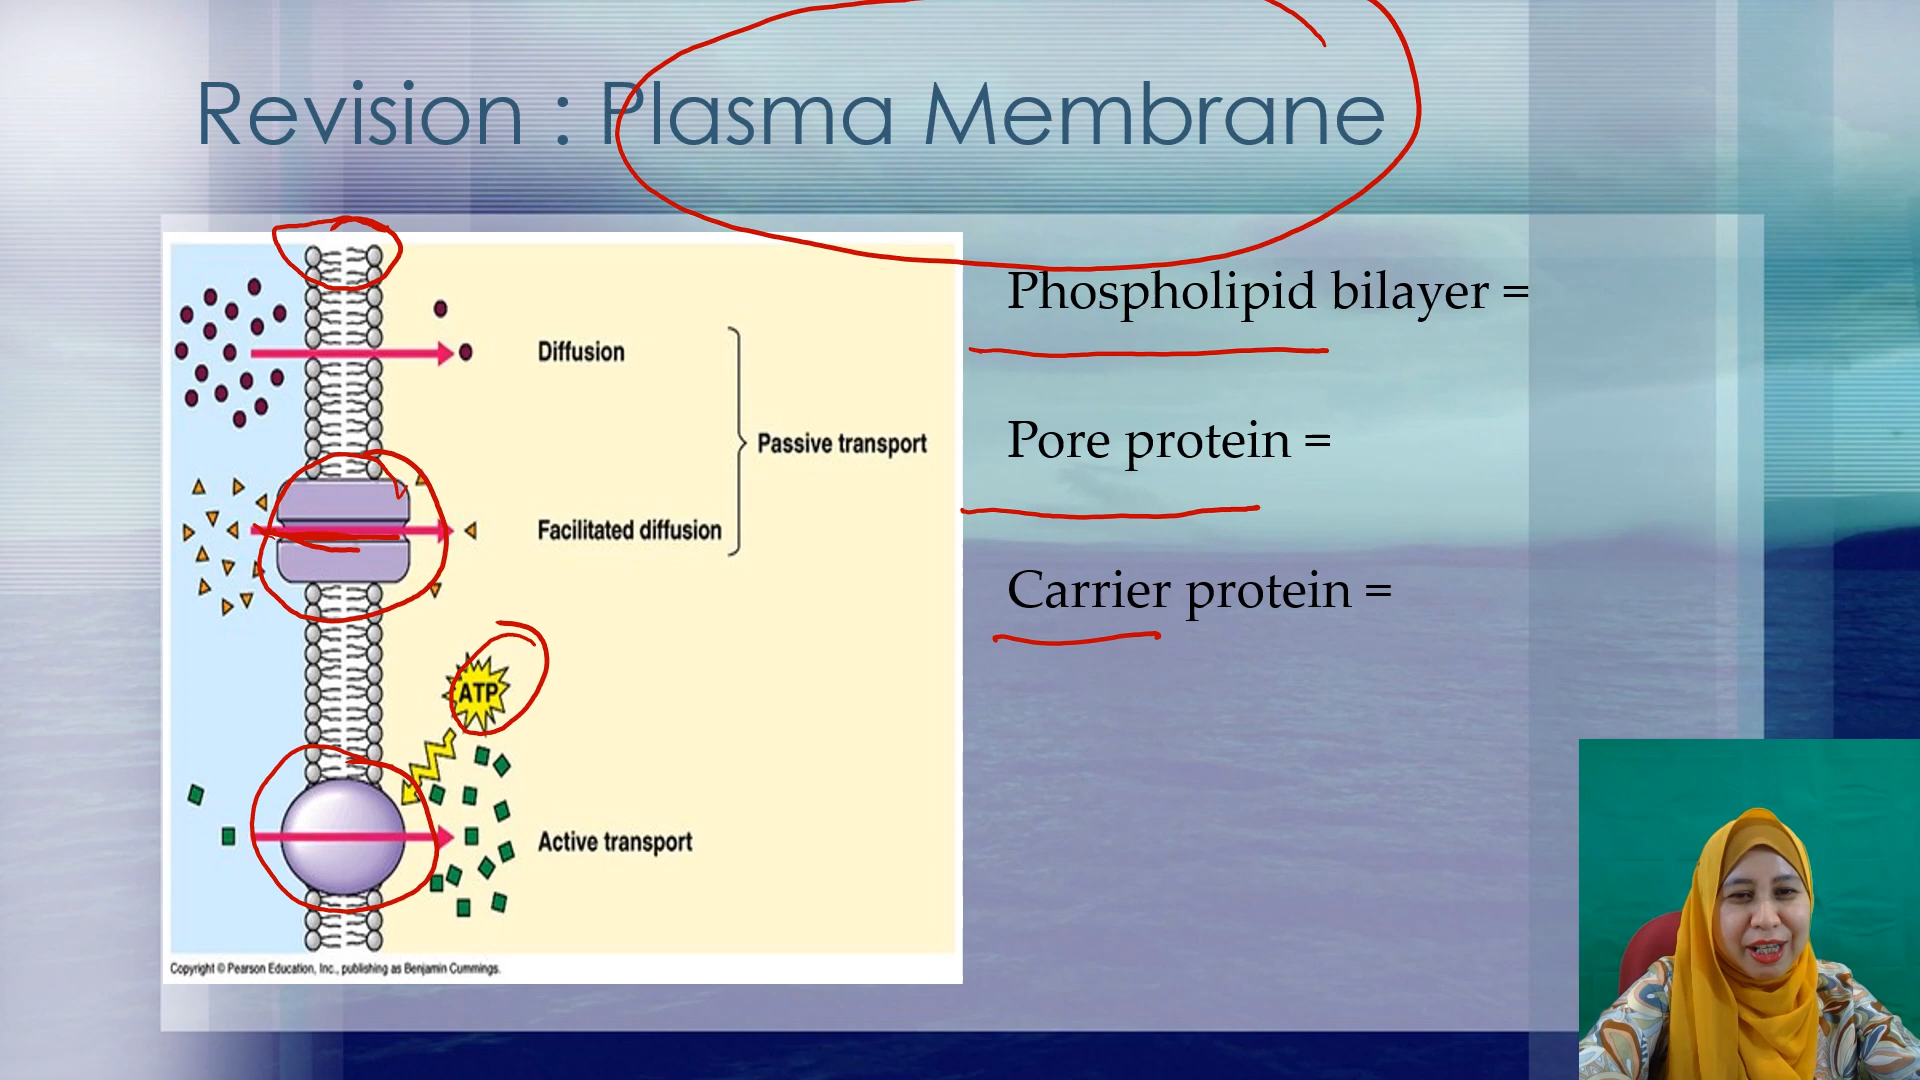 Revision : Plasma Membrane
Diffusion
Passive transport
Facilitated diffusion
ATP
Active transport
Copyright © Pearson Education, Inc., publishing as Benjamin Cummings.
Phospholipid bilayer =
Pore protein =
Carrier protein =